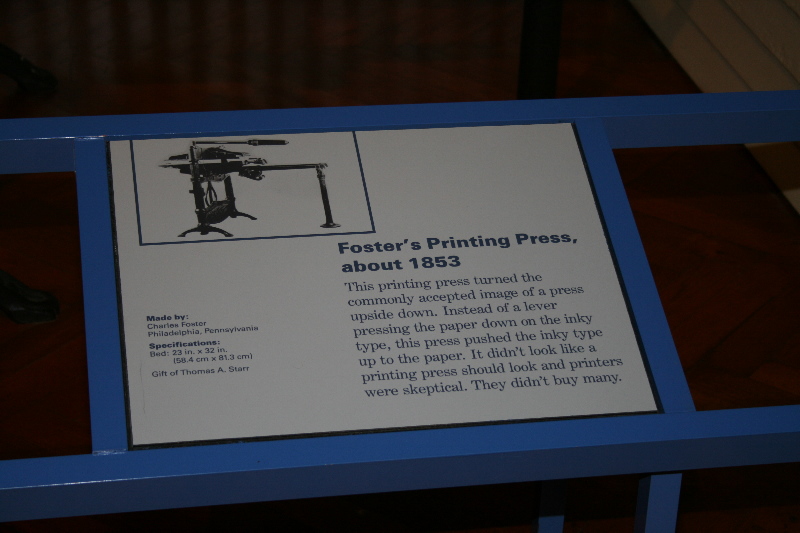 Foster's Printing Press,
about 1853
This printing press turned the
commonly accepted image of a press
upside down. Instead of a lever
pressing the paper down on the inky
type, this press pushed the inky type
up to the paper. It didn't look like a
printing press should look and printers
were skeptical. They didn't buy many.
Made by:
Charles Foster
Philadelphia, Pennsylvania
Specifications:
Bed: 23 in. x 32 in.
(58.4 cm x 81.3 cm)
Gift of Thomas A. Starr